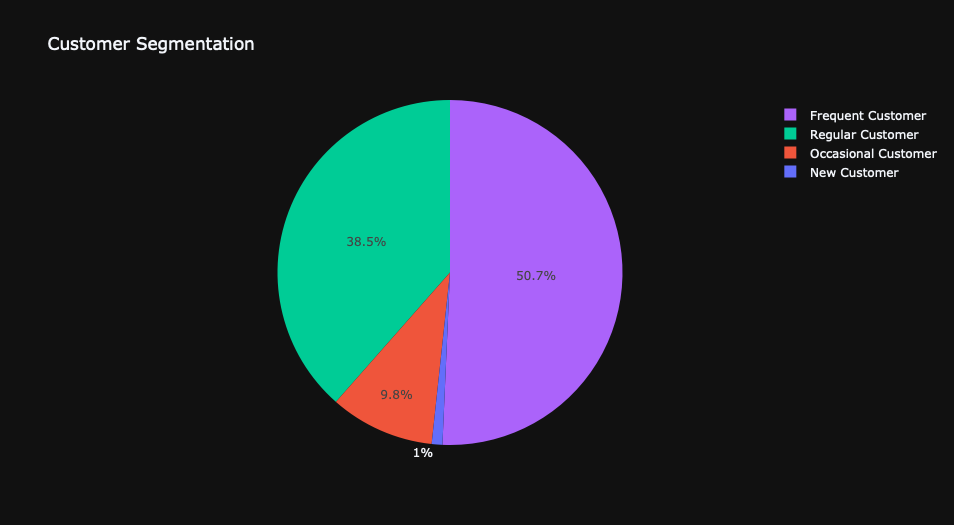 Customer Segmentation
Frequent Customer
Regular Customer
Occasional Customer
New Customer
38.5%
50.7%
9.8%
1%